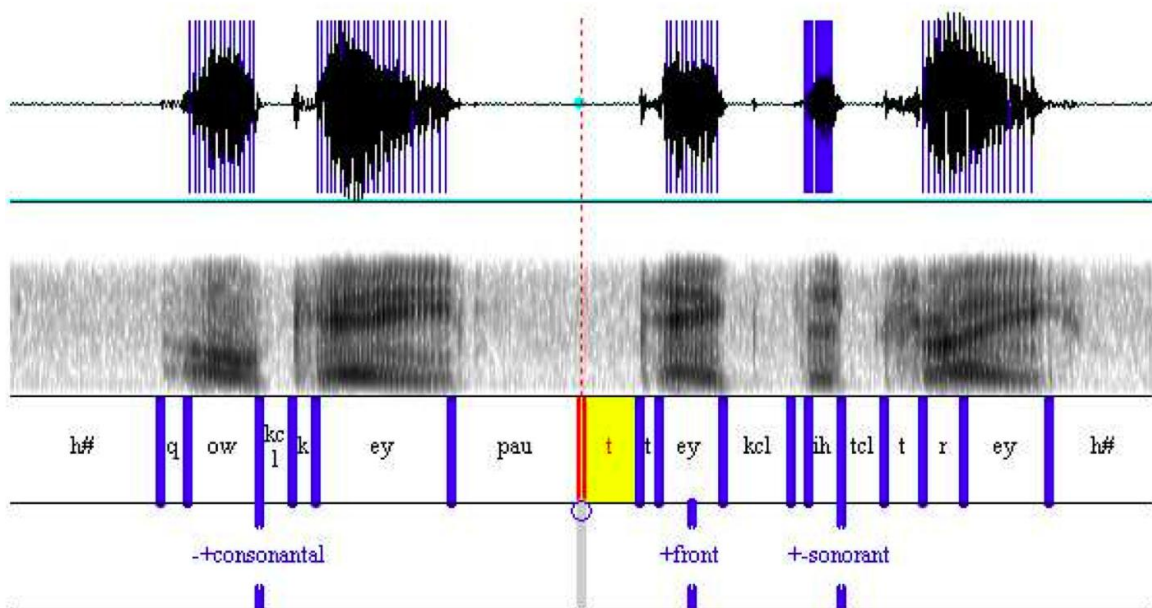 h# q ow kc k ey pau t t ey kcl ih tcl t r ey h#
l
-+consonantal +front +-sonorant